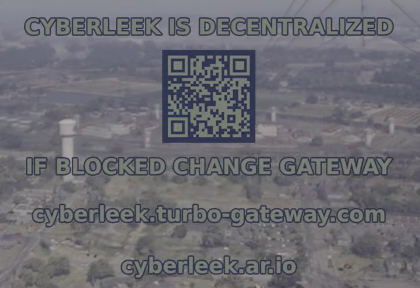 CYBERLEEK IS DECENTRALIZED
IF BLOCKED CHANGE GATEWAY
cyberleek.turbo-gateway.com
cyberleek.ar.io